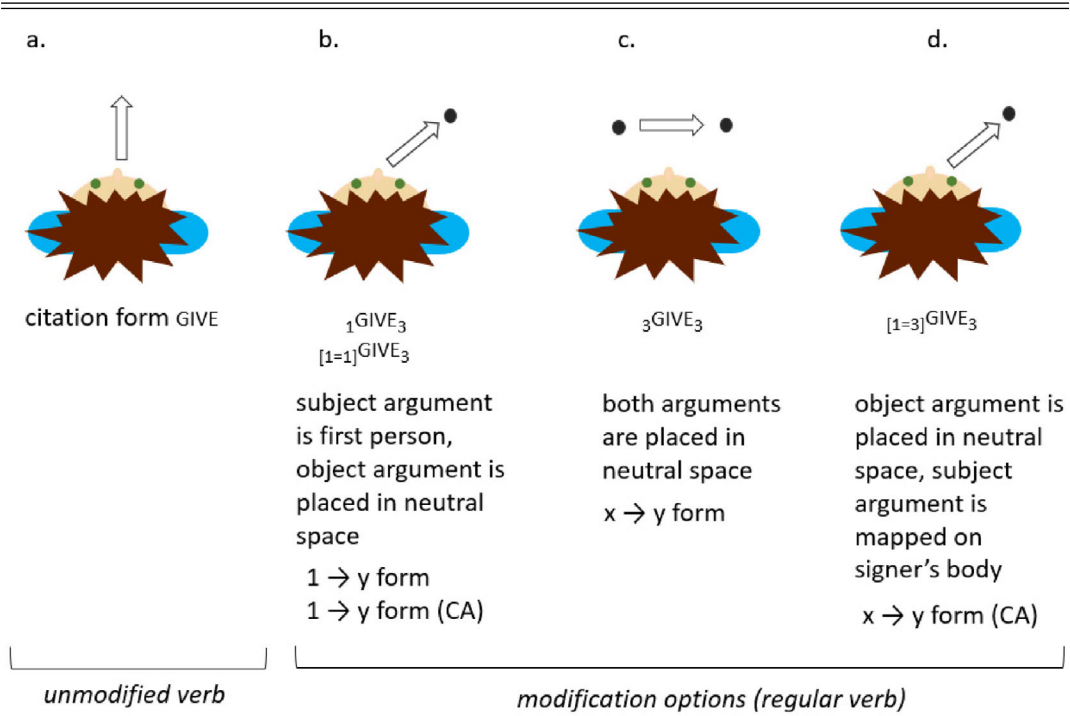 a.
b.
c.
d.
citation form GIVE
₁GIVE₃
[1=1]GIVE₃
subject argument
is first person,
object argument is
placed in neutral
space
1 → y form
1 → y form (CA)
₃GIVE₃
both arguments
are placed in
neutral space
x → y form
[1=3]GIVE₃
object argument is
placed in neutral
space, subject
argument is
mapped on
signer's body
x → y form (CA)
unmodified verb
modification options (regular verb)